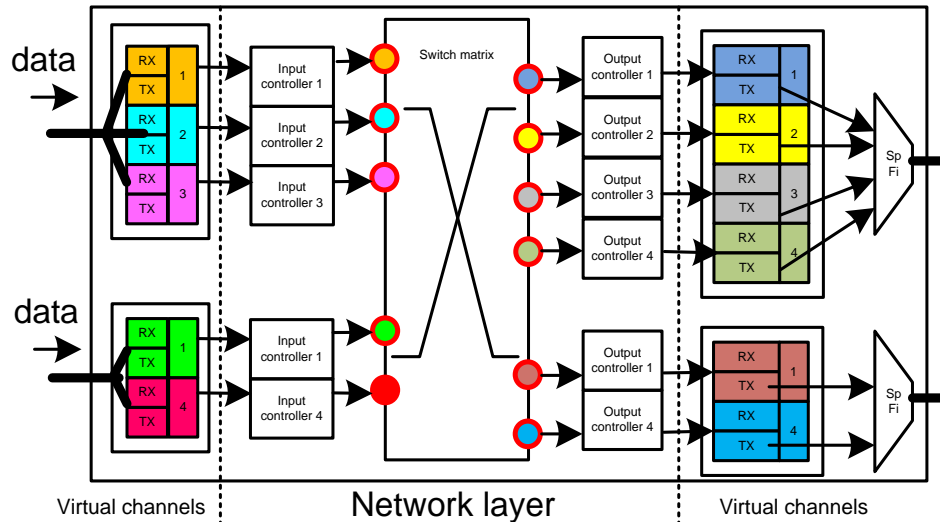 data
RX
TX
1
RX
TX
2
RX
TX
3
Input
controller 1
Input
controller 2
Input
controller 3
Switch matrix
Output
controller 1
Output
controller 2
Output
controller 3
Output
controller 4
RX
TX
1
RX
TX
2
RX
TX
3
RX
TX
4
Sp
Fi
data
RX
TX
1
RX
TX
4
Input
controller 1
Input
controller 4
Output
controller 1
Output
controller 4
RX
TX
1
RX
TX
4
Sp
Fi
Virtual channels
Network layer
Virtual channels